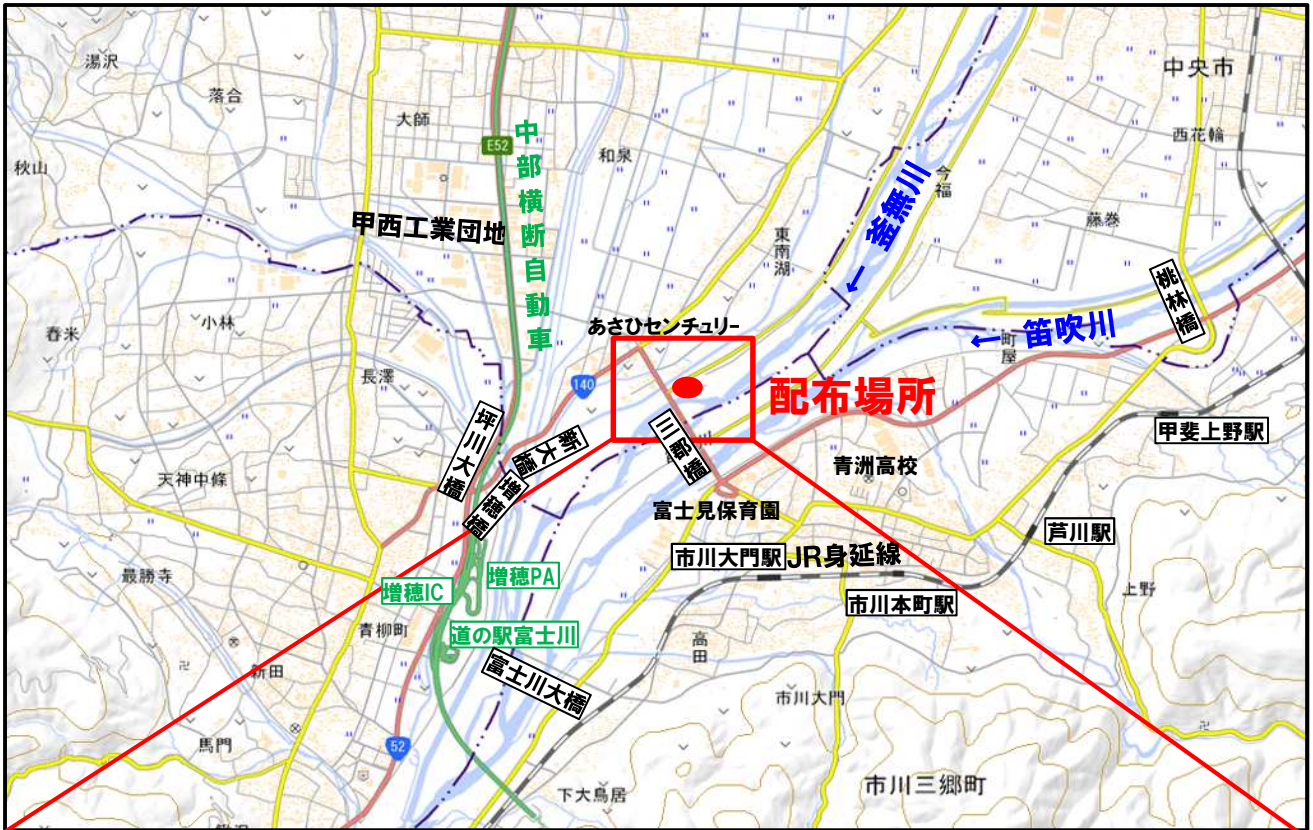 湯沢
中央市
落合
大師
中部横断自動車
E52
和泉
西花輪
秋山
今福
釜無川
←
藤巻
甲西工業団地
東南湖
桃林橋
小林
あさひセンチュリー
← 笛吹川
町屋
春米
長澤
140
配布場所
坪川大橋
新大橋
三郡橋
甲斐上野駅
増穂橋
青洲高校
天神中條
富士見保育園
芦川駅
市川大門駅
JR身延線
最勝寺
増穂IC
増穂PA
市川本町駅
上野
青柳町
道の駅富士川
高田
新田
富士川大橋
市川大門
馬門
52
下大鳥居
市川三郷町